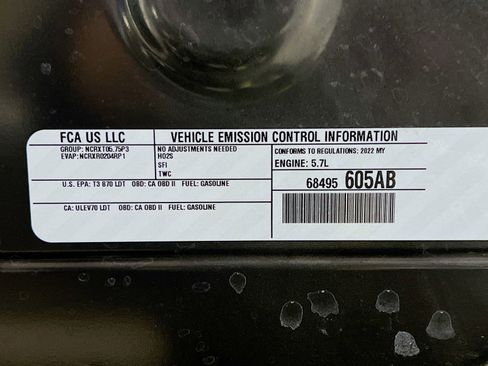 FCA US LLC
VEHICLE EMISSION CONTROL INFORMATION
GROUP: NCRXT05.75P3
EVAP: NCRXR0204RP1
NO ADJUSTMENTS NEEDED
HO2S
SFI
TWC
CONFORMS TO REGULATIONS: 2022 MY
ENGINE: 5.7L
U.S. EPA: T3 B70 LDT OBD: CA OBD II FUEL: GASOLINE
CA: ULEV70 LDT OBD: CA OBD II FUEL: GASOLINE
68495 605AB